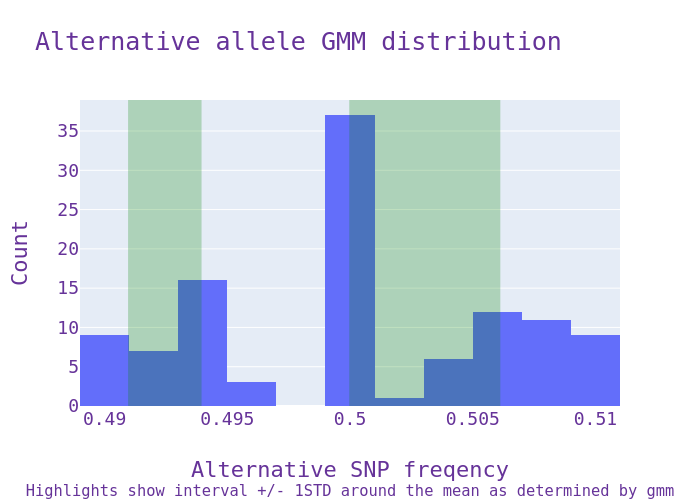 Alternative allele GMM distribution
Count
35
30
25
20
15
10
5
0
0.49 0.495 0.5 0.505 0.51
Alternative SNP freqency
Highlights show interval +/- 1STD around the mean as determined by gmm